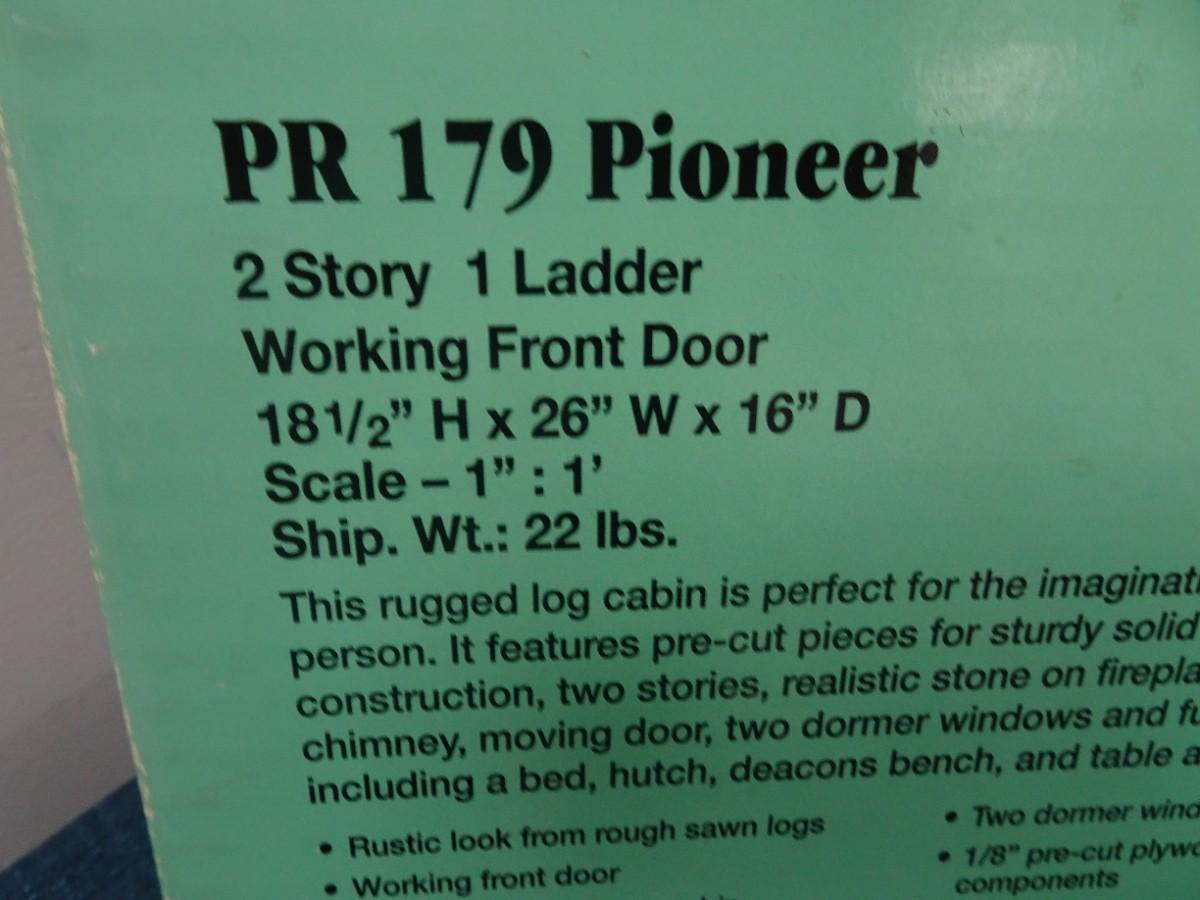 PR 179 Pioneer
2 Story 1 Ladder
Working Front Door
18 1/2” H x 26” W x 16” D
Scale – 1” : 1’
Ship. Wt.: 22 lbs.
This rugged log cabin is perfect for the
person. It features pre-cut pieces for sturdy solid
construction, two stories, realistic stone on
chimney, moving door, two dormer windows and
including a bed, hutch, deacons bench, and table
• Rustic look from rough sawn logs
• Working front door
• Two dormer
• 1/8” pre-cut
components